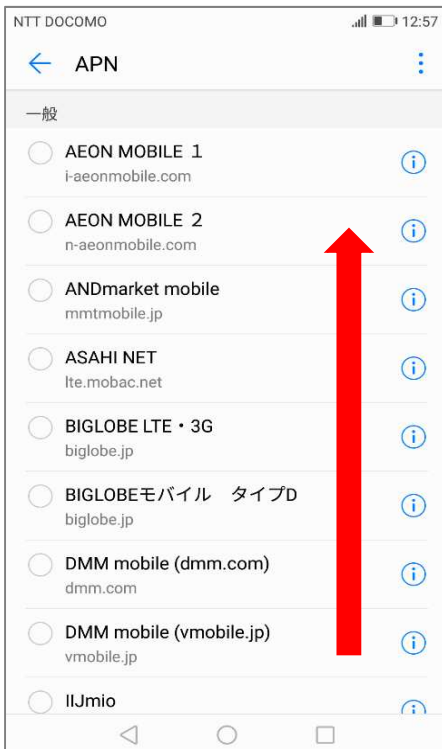 NTT DOCOMO 12:57
APN
一般
AEON MOBILE 1
i-aeonmobile.com
AEON MOBILE 2
n-aeonmobile.com
ANDmarket mobile
mmtmobile.jp
ASAHI NET
lte.mobac.net
BIGLOBE LTE・3G
biglobe.jp
BIGLOBEモバイル　タイプD
biglobe.jp
DMM mobile (dmm.com)
dmm.com
DMM mobile (vmobile.jp)
vmobile.jp
IIJmio